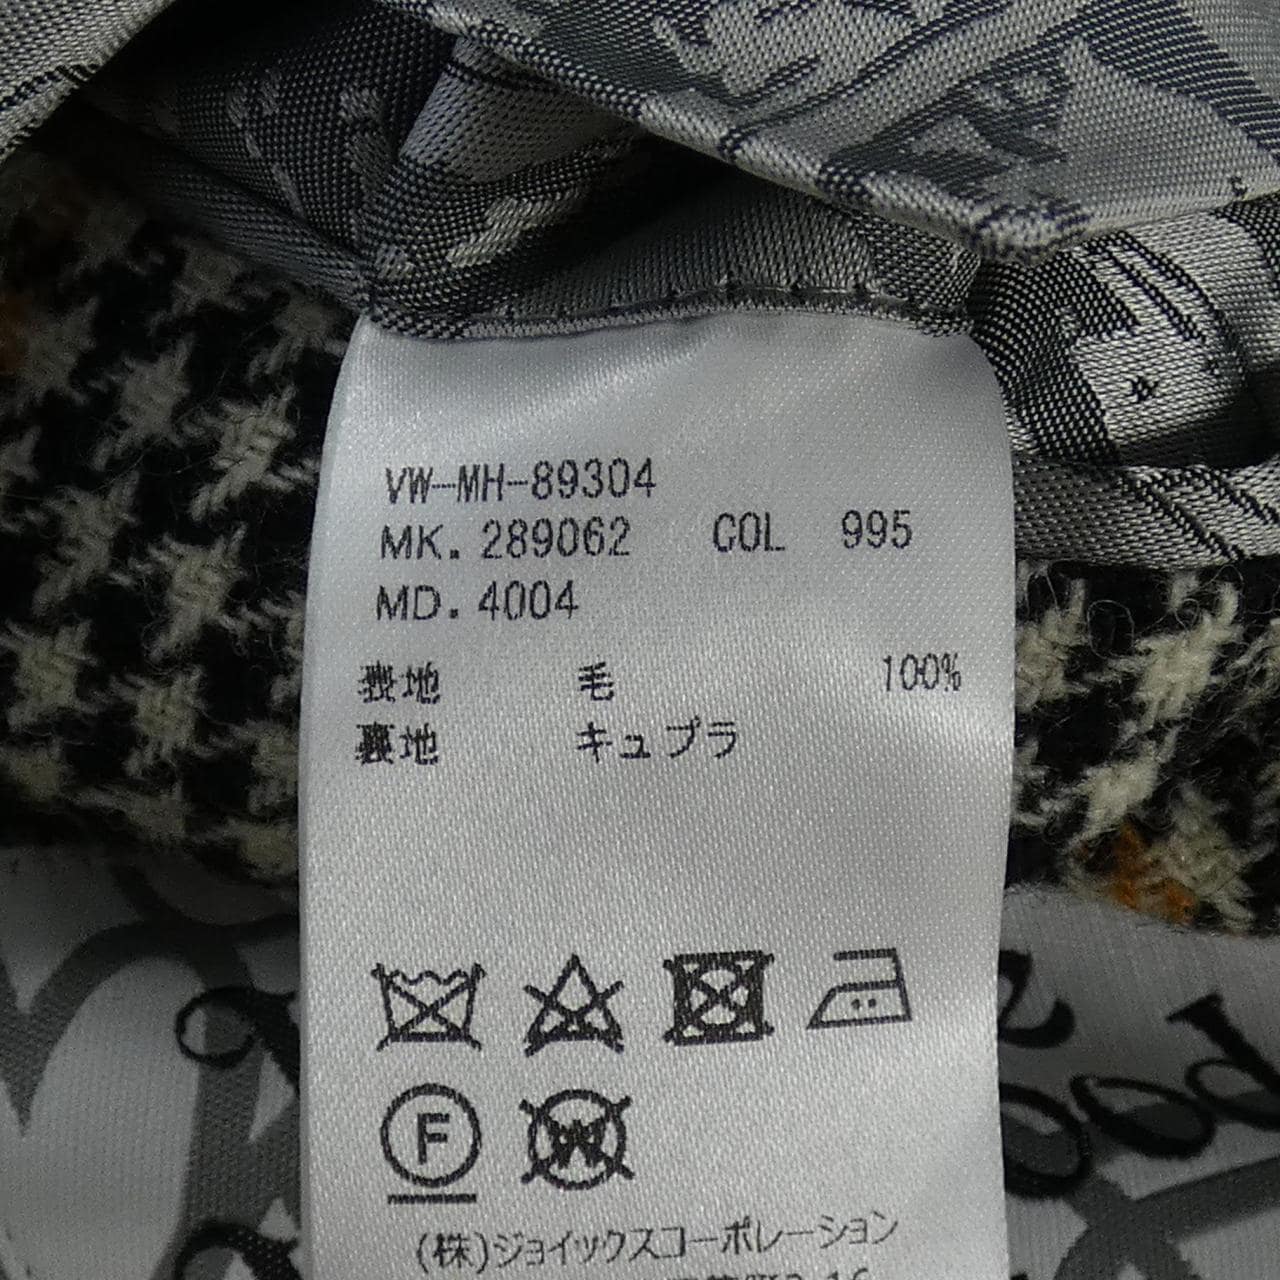 VW-MH-89304
MK. 289062 COL 995
MD. 4004
表地 毛 100%
裏地 キュプラ
F
W
(株)ジョイックスコーポレーション